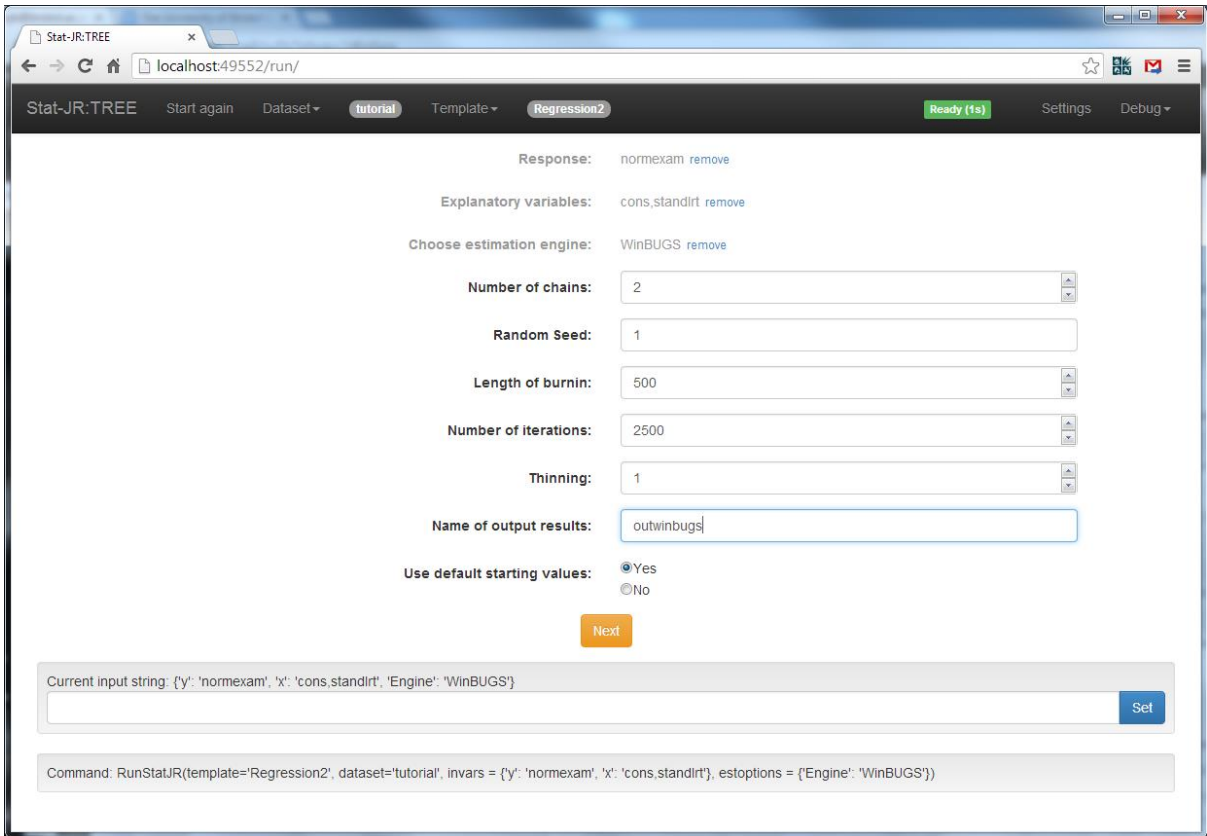 Stat-JR:TREE
localhost:49552/run/
Stat-JR:TREE Start again Dataset tutorial Template Regression2 Ready (1s) Settings Debug
Response: normexam remove
Explanatory variables: cons,standlrt remove
Choose estimation engine: WinBUGS remove
Number of chains: 2
Random Seed: 1
Length of burnin: 500
Number of iterations: 2500
Thinning: 1
Name of output results: outwinbugs
Use default starting values: Yes
No
Next
Current input string: {'y': 'normexam', 'x': 'cons,standlrt', 'Engine': 'WinBUGS'}
Set
Command: RunStatJR(template='Regression2', dataset='tutorial', invars = {'y': 'normexam', 'x': 'cons,standlrt'}, estoptions = {'Engine': 'WinBUGS'})